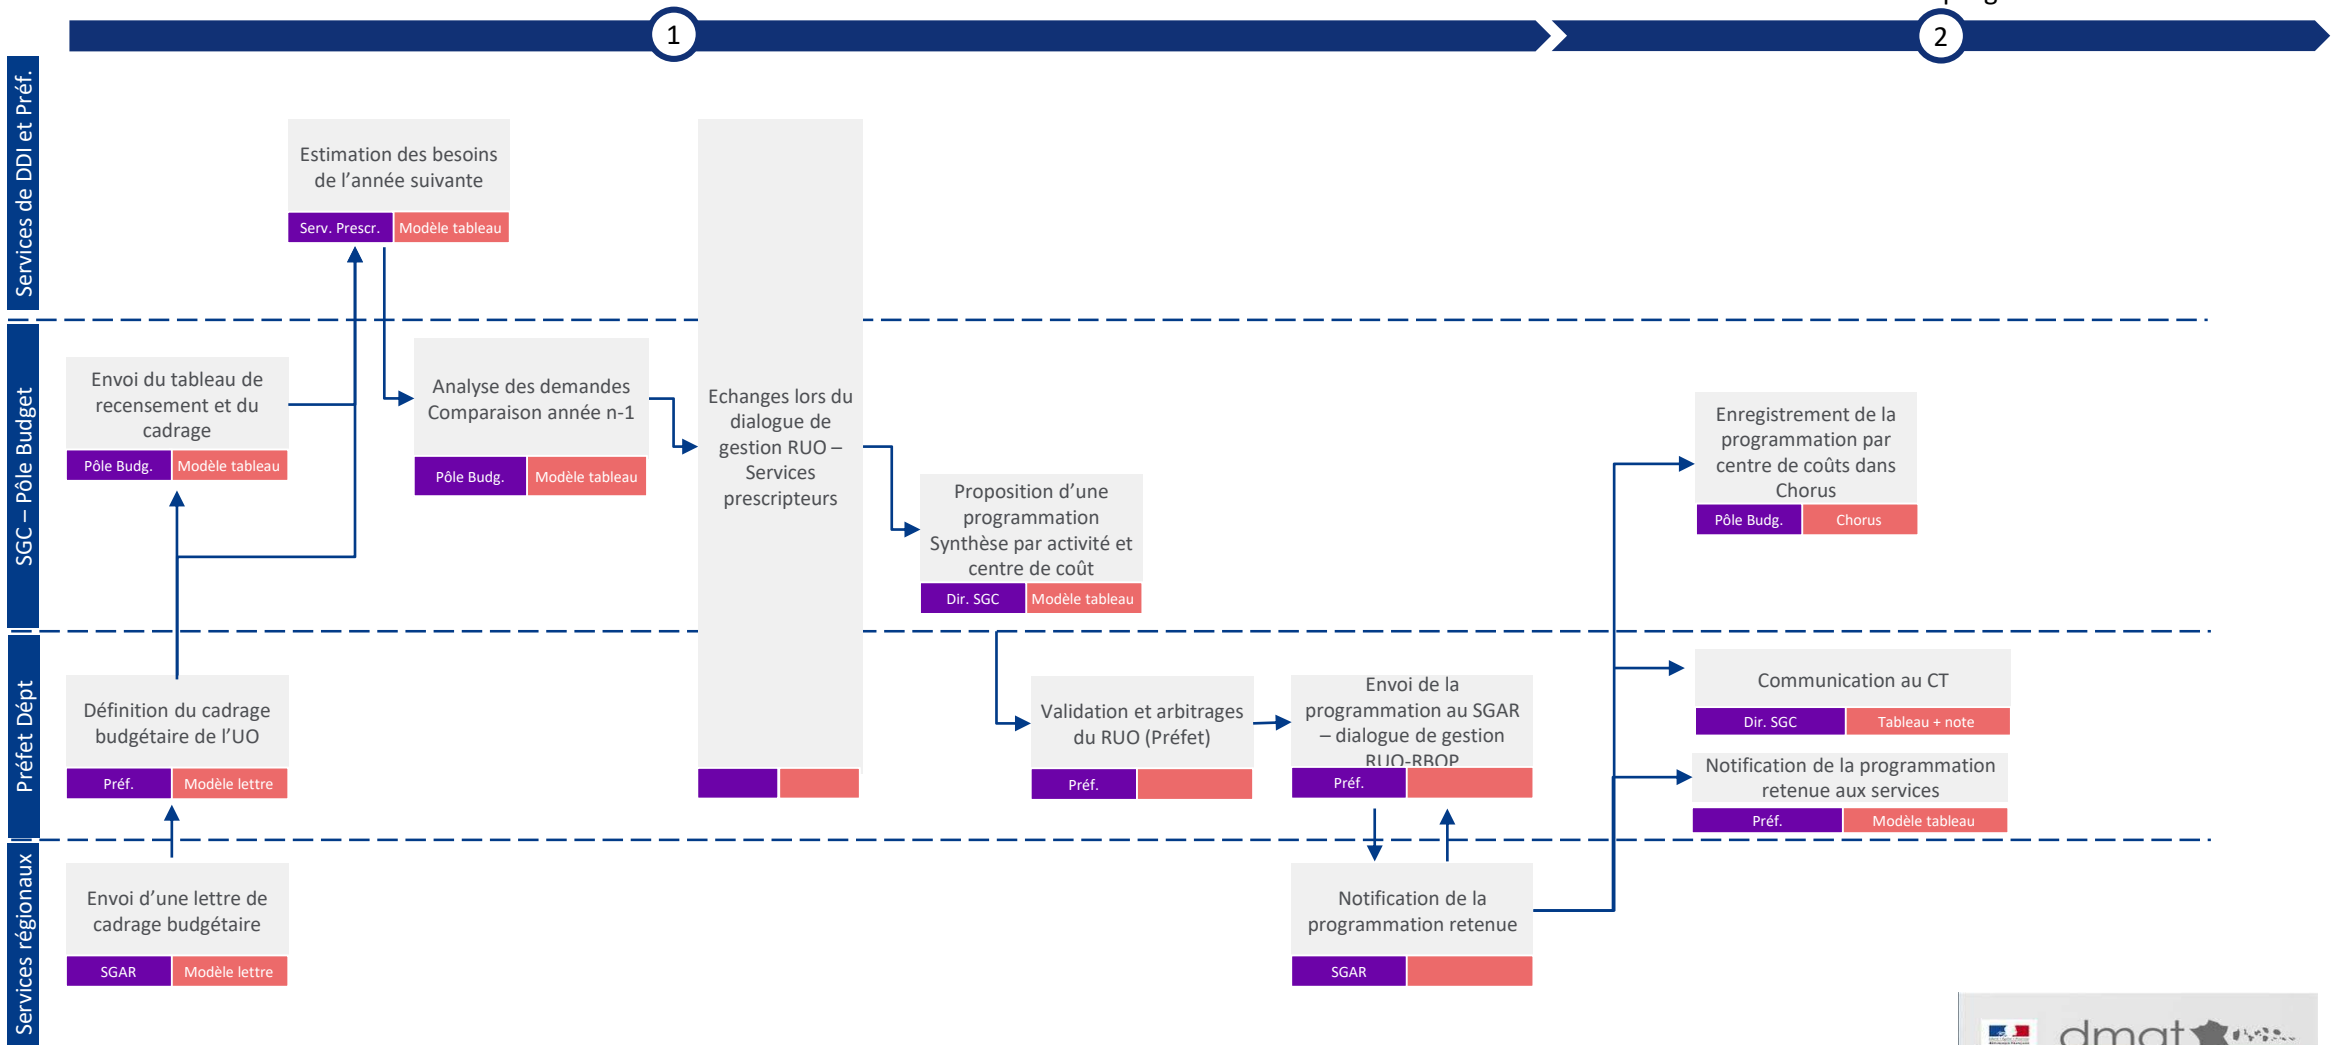 1
2
Services de DDI et Préf.
Estimation des besoins
de l’année suivante
Serv. Prescr.
Modèle tableau
SGC – Pôle Budget
Envoi du tableau de
recensement et du
cadrage
Pôle Budg.
Modèle tableau
Analyse des demandes
Comparaison année n-1
Pôle Budg.
Modèle tableau
Echanges lors du
dialogue de
gestion RUO –
Services
prescripteurs
Proposition d’une
programmation
Synthèse par activité et
centre de coût
Dir. SGC
Modèle tableau
Enregistrement de la
programmation par
centre de coûts dans
Chorus
Pôle Budg.
Chorus
Préfet Dépt
Définition du cadrage
budgétaire de l’UO
Préf.
Modèle lettre
Validation et arbitrages
du RUO (Préfet)
Préf.
Envoi de la
programmation au SGAR
– dialogue de gestion
RUO-RBOP
Préf.
Communication au CT
Dir. SGC
Tableau + note
Notification de la programmation
retenue aux services
Préf.
Modèle tableau
Services régionaux
Envoi d’une lettre de
cadrage budgétaire
SGAR
Modèle lettre
Notification de la
programmation retenue
SGAR
dmat